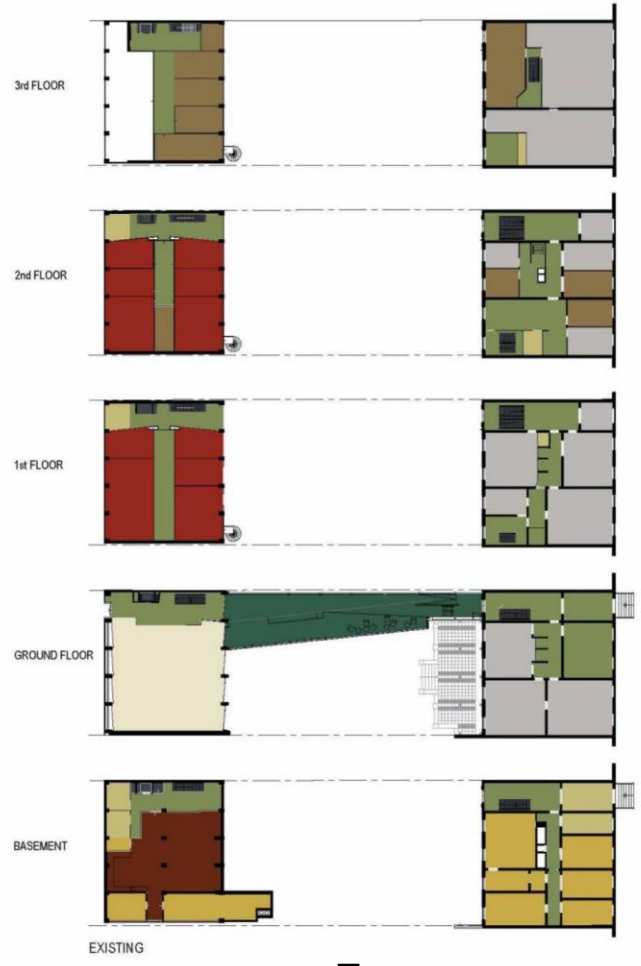 3rd FLOOR
2nd FLOOR
1st FLOOR
GROUND FLOOR
BASEMENT
EXISTING